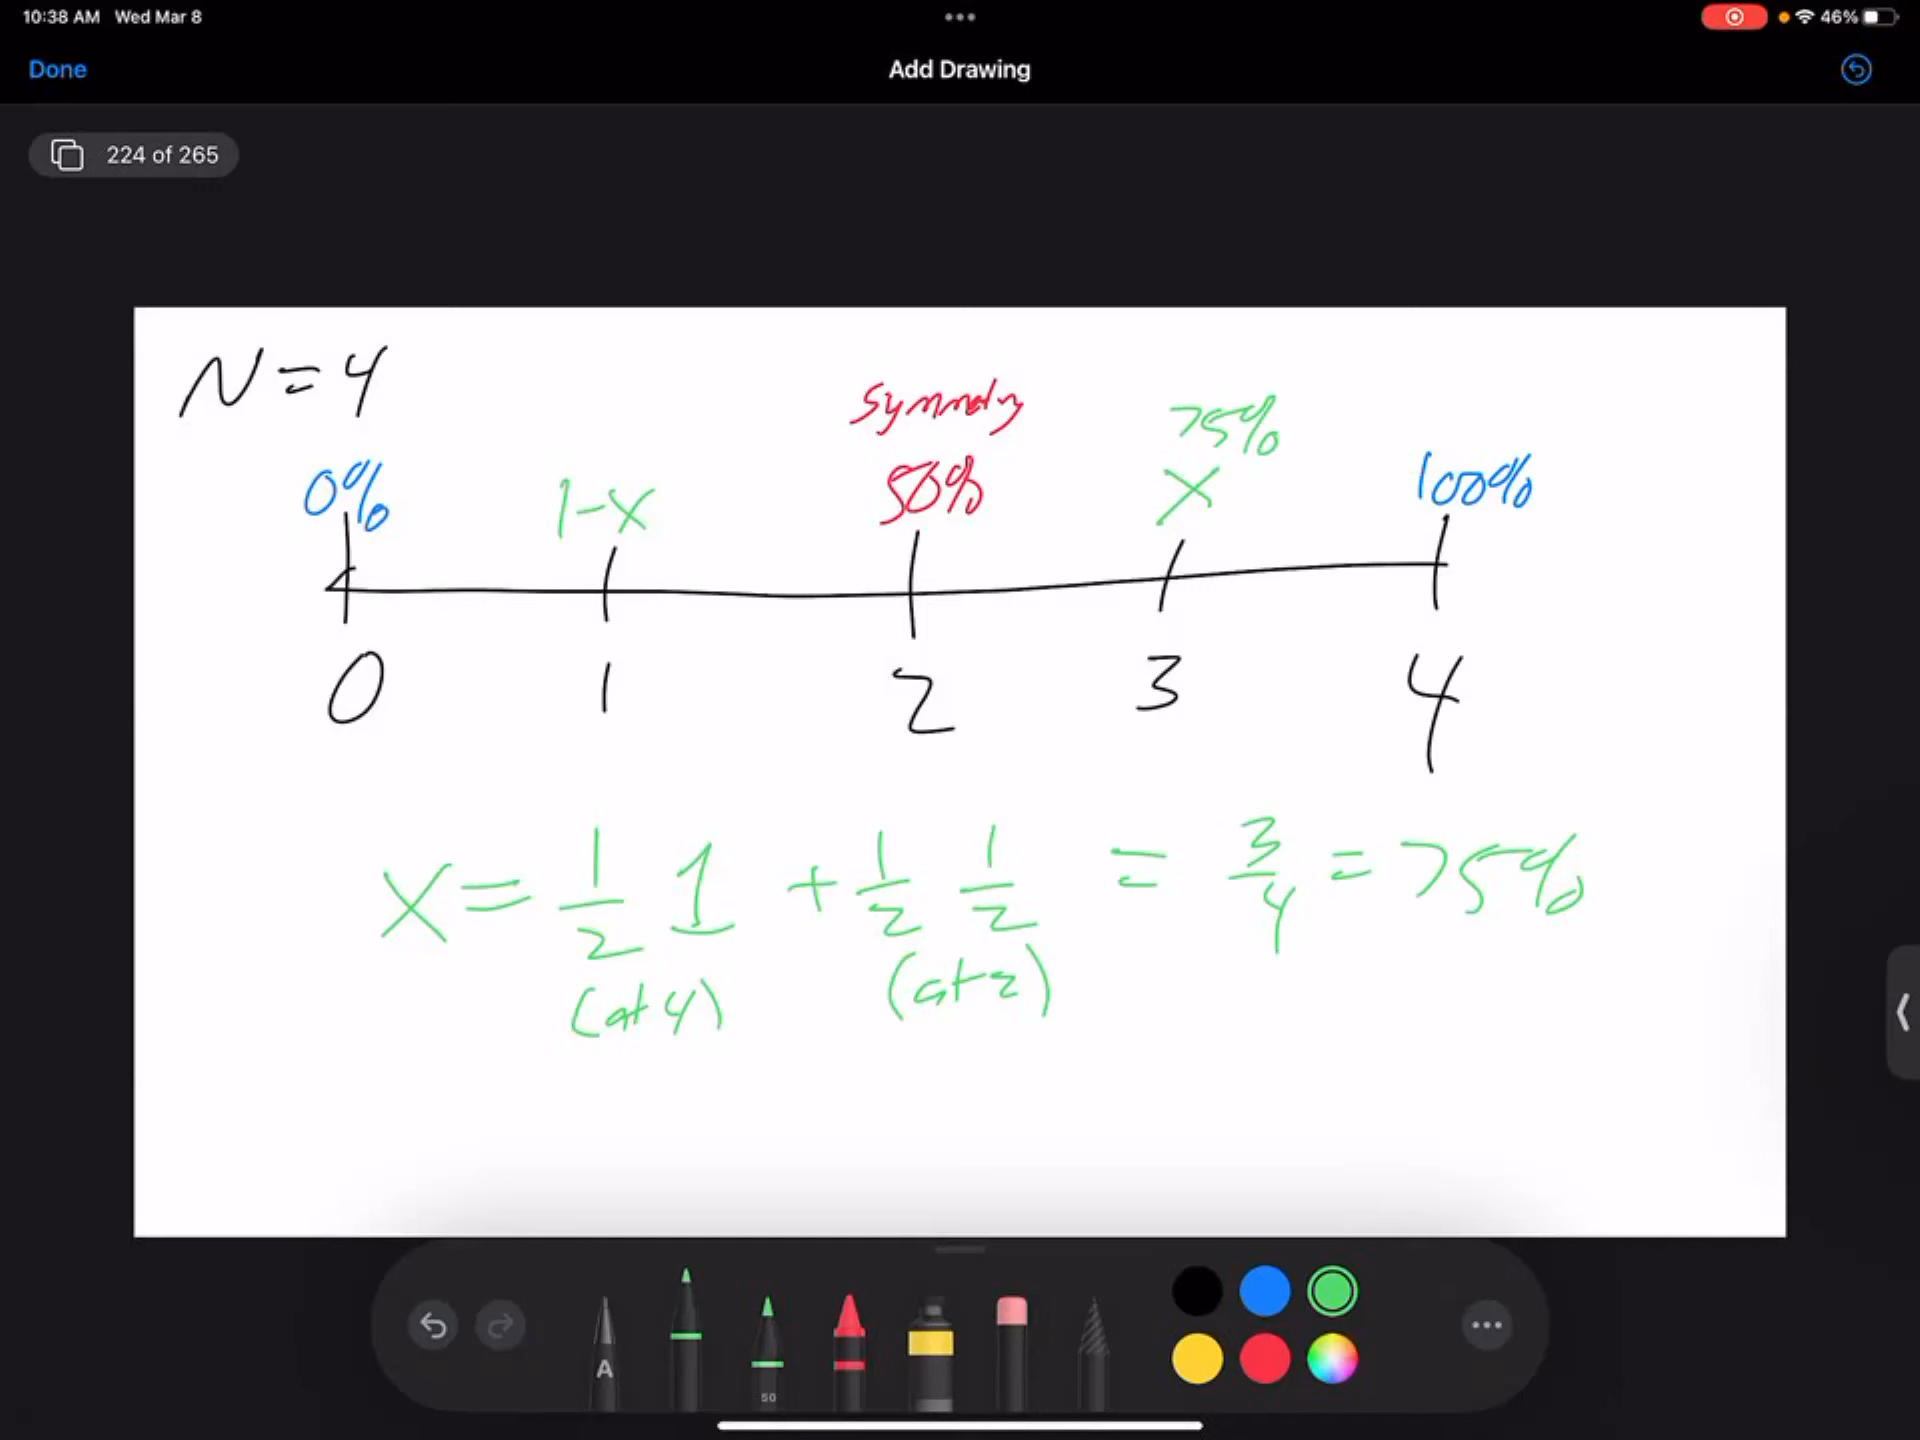 10:38 AM Wed Mar 8
46%
Done
Add Drawing
224 of 265
N=4
Symmetry
75%
0%
1-X
50%
X
100%
0 1 2 3 4
X = 1/2 1 + 1/2 1/2 = 3/4 = 75%
(at 4) (at 2)
A
50